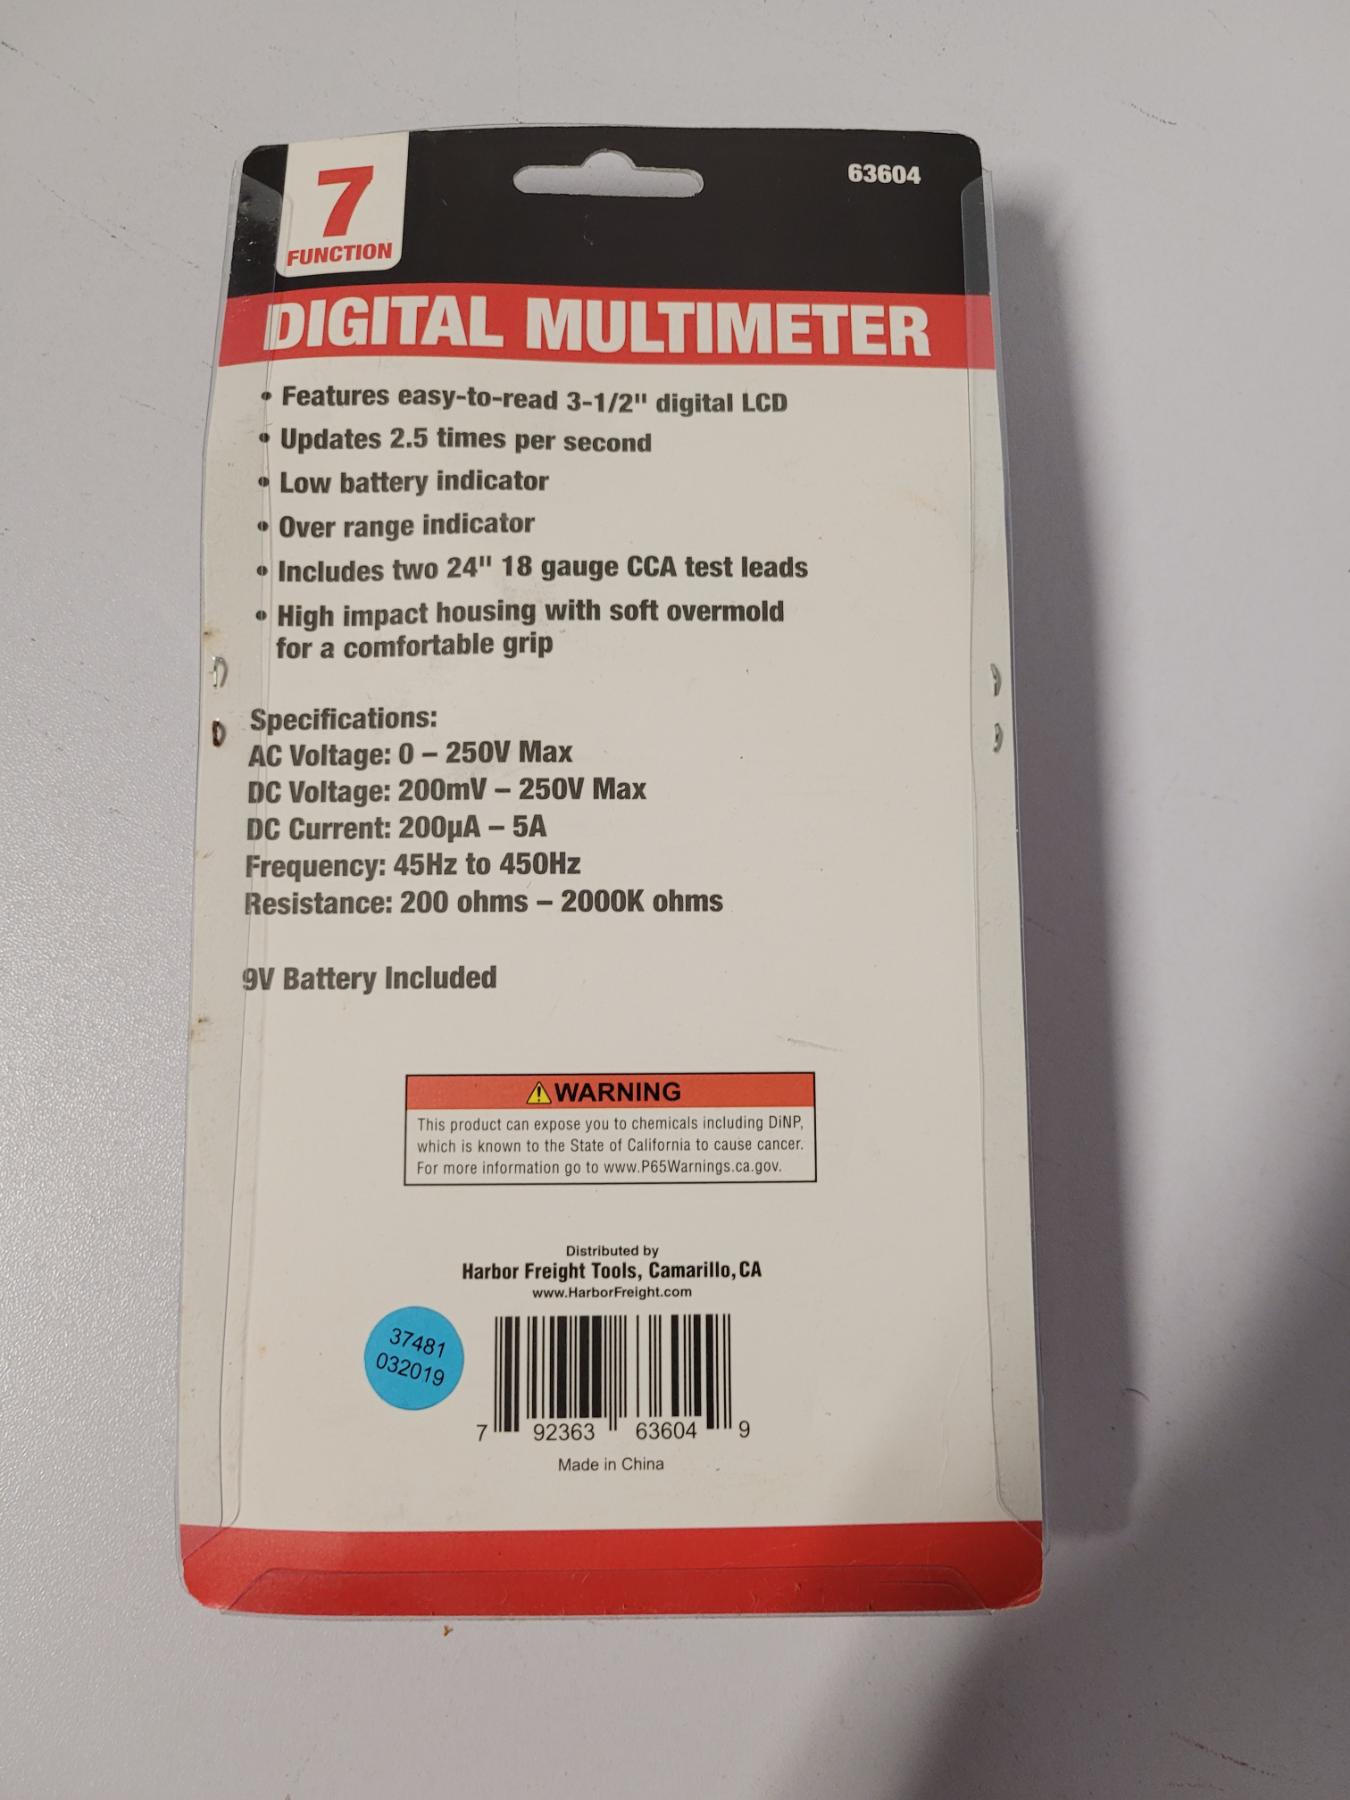 7
FUNCTION
63604
DIGITAL MULTIMETER
• Features easy-to-read 3-1/2" digital LCD
• Updates 2.5 times per second
• Low battery indicator
• Over range indicator
• Includes two 24" 18 gauge CCA test leads
• High impact housing with soft overmold
for a comfortable grip
Specifications:
AC Voltage: 0 – 250V Max
DC Voltage: 200mV – 250V Max
DC Current: 200µA – 5A
Frequency: 45Hz to 450Hz
Resistance: 200 ohms – 2000K ohms
9V Battery Included
⚠WARNING
This product can expose you to chemicals including DiNP,
which is known to the State of California to cause cancer.
For more information go to www.P65Warnings.ca.gov.
Distributed by
Harbor Freight Tools, Camarillo, CA
www.HarborFreight.com
37481
032019
7 92363 63604 9
Made in China